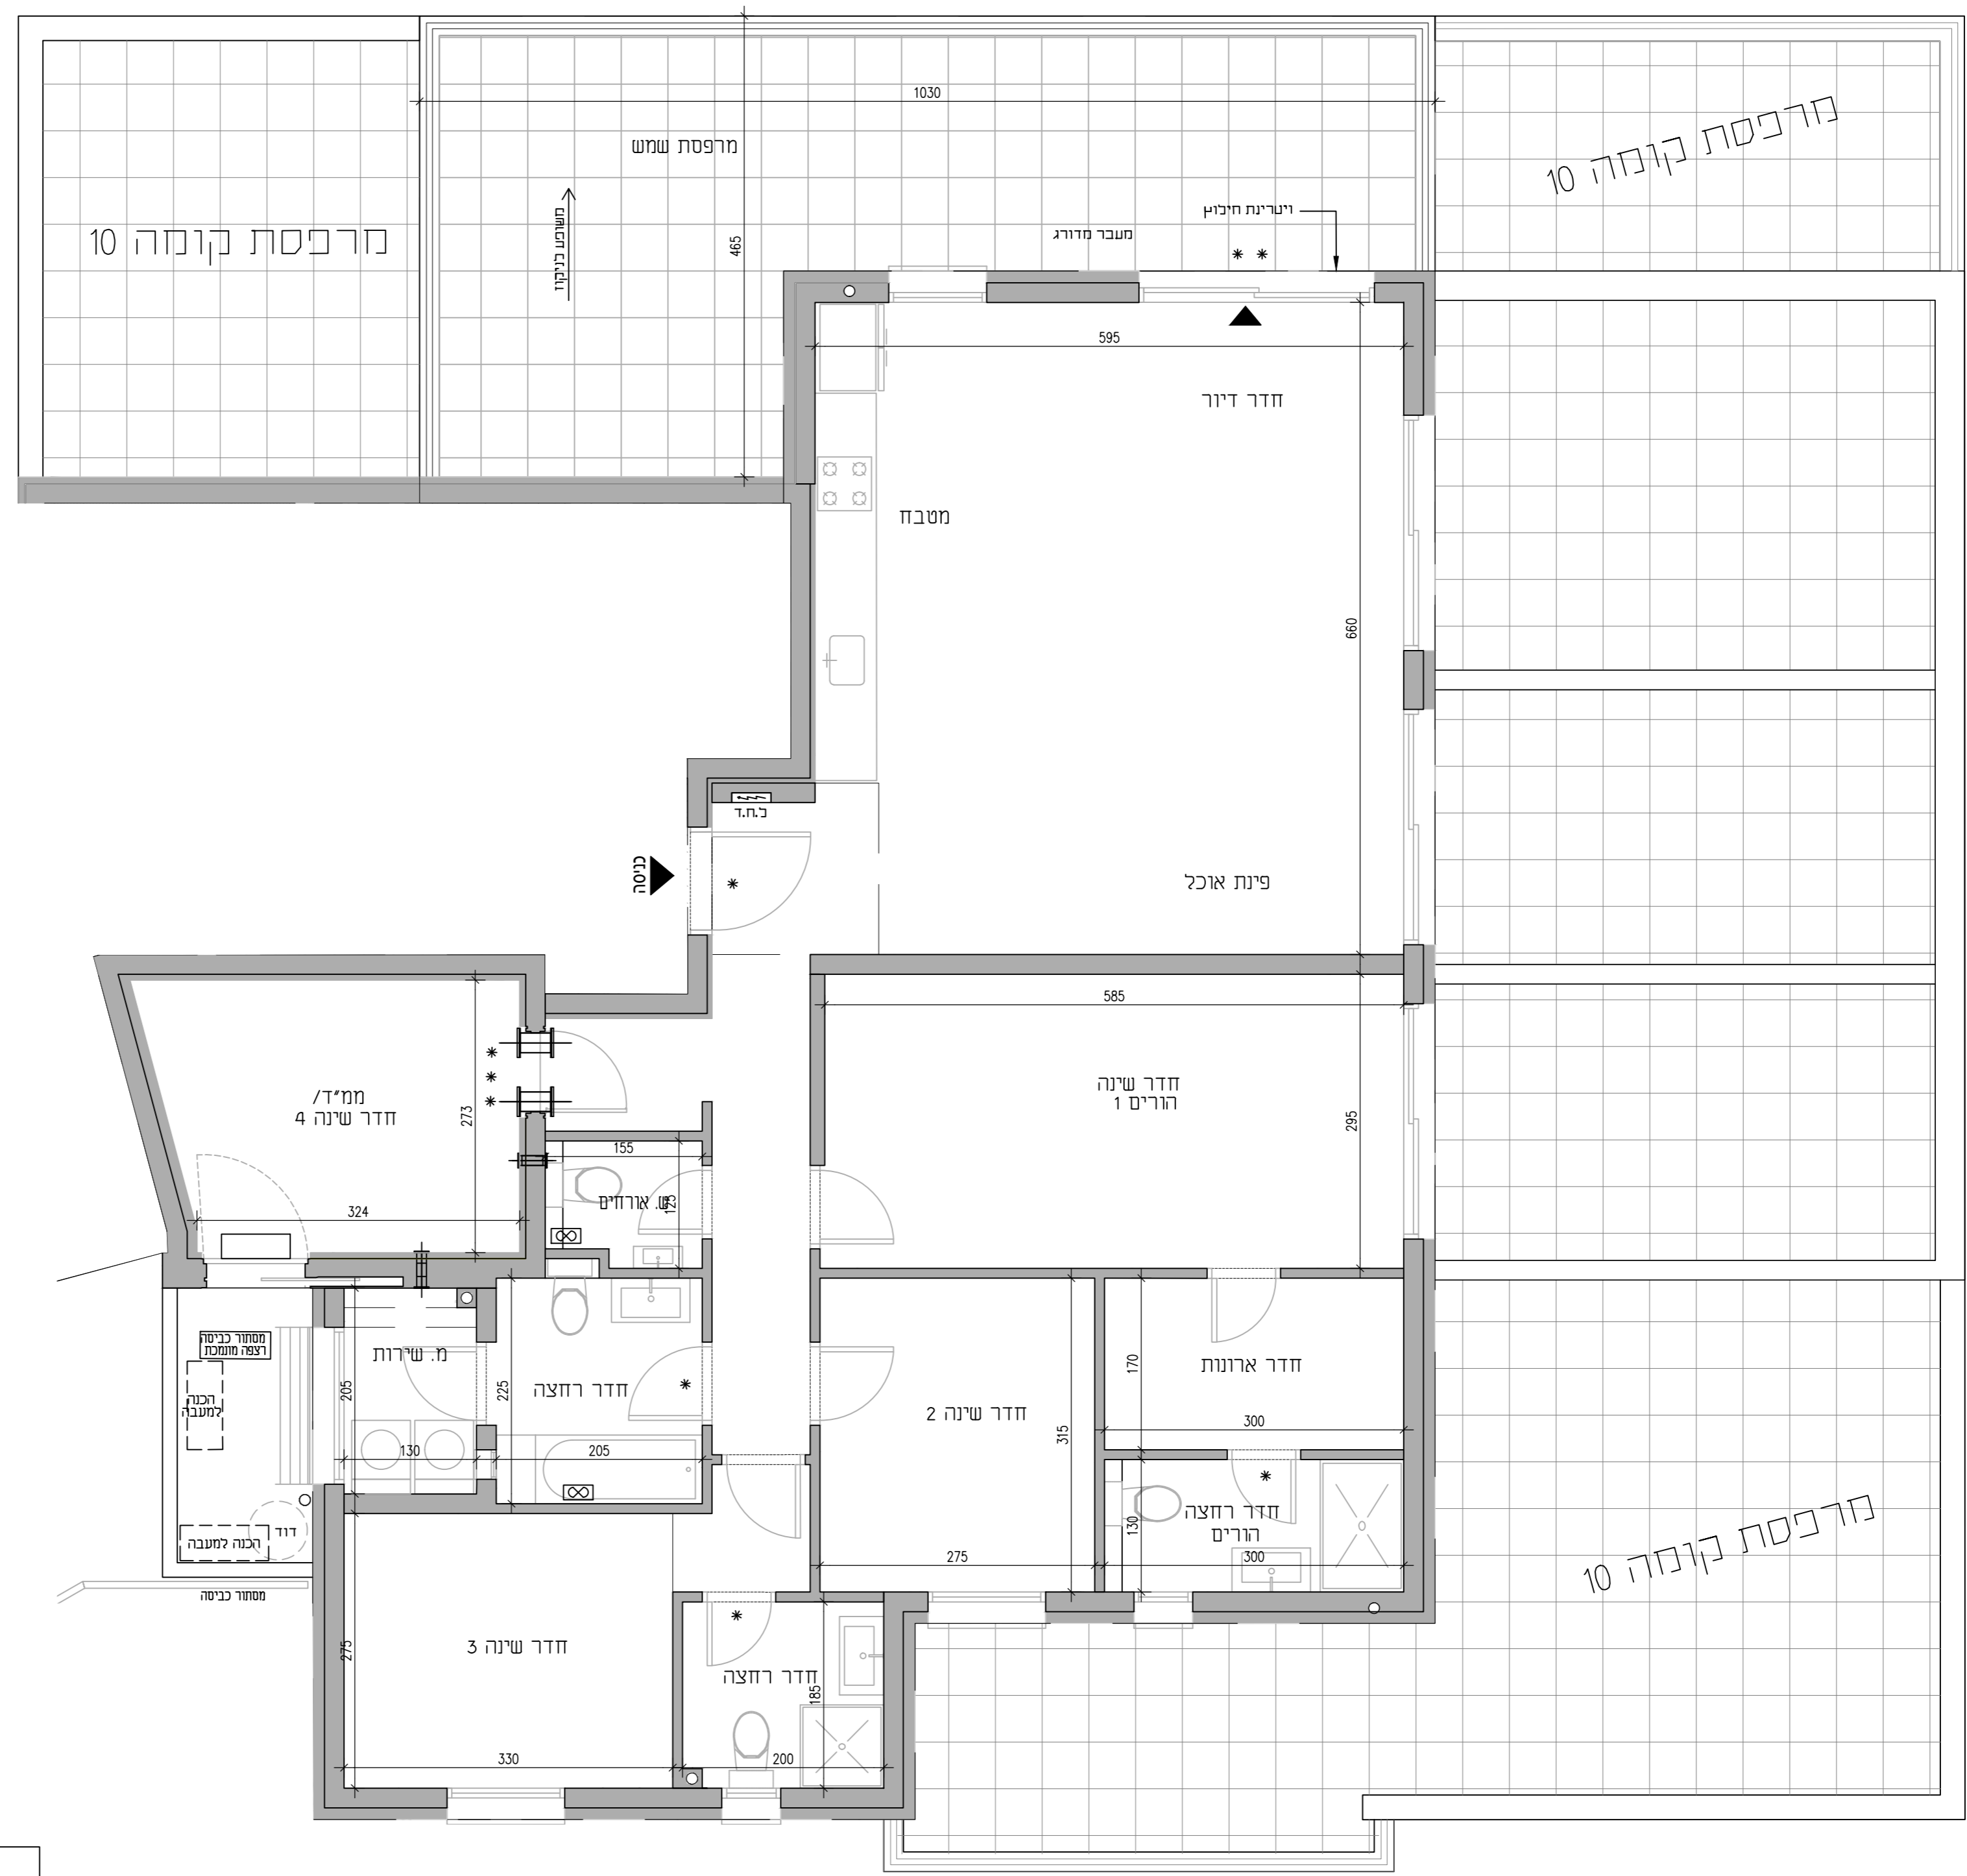 1030
מרפסת שמש
מרפסת קומה 10
מרפסת קומה 10
משופע בניקוז
465
ויטרינת חילוץ
מעבר מדורג
* *
595
חדר דיור
מטבח
660
ל.ח.ד
כניסה
*
פינת אוכל
585
חדר שינה
הורים 1
295
ממ"ד/
חדר שינה 4
273
* * *
324
155
ש. אורחים
125
מסתור כביסה
רצפה מונמכת
הכנה
למעבה
205
מ. שירות
130
225
חדר רחצה
*
205
חדר שינה 2
315
275
חדר ארונות
170
300
חדר רחצה
הורים
*
130
300
דוד
הכנה למעבה
מסתור כביסה
275
חדר שינה 3
330
*
חדר רחצה
185
200
מרפסת קומה 10